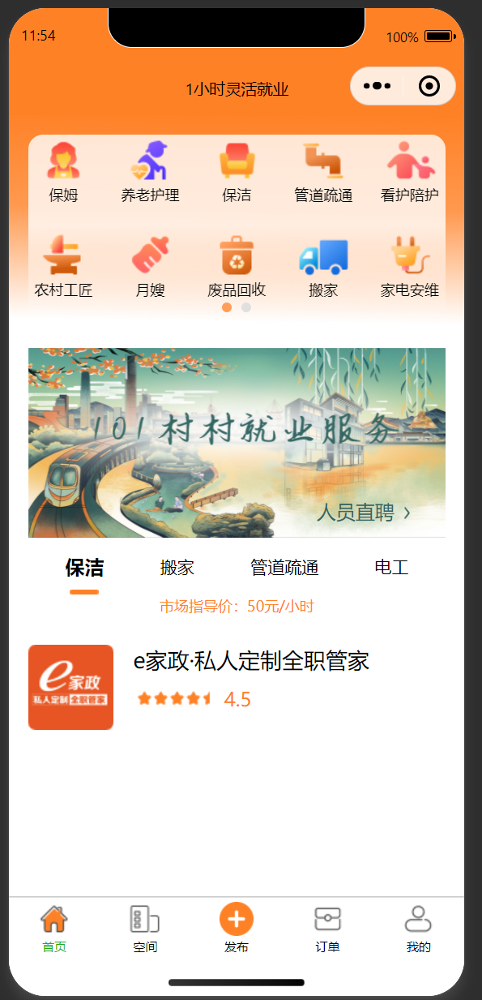 11:54
100%
1小时灵活就业
保姆 养老护理 保洁 管道疏通 看护陪护
农村工匠 月嫂 废品回收 搬家 家电安维
101村村就业服务
人员直聘 >
保洁 搬家 管道疏通 电工
市场指导价：50元/小时
e家政·私人定制全职管家
e家政
私人定制全职管家
4.5
首页 空间 发布 订单 我的